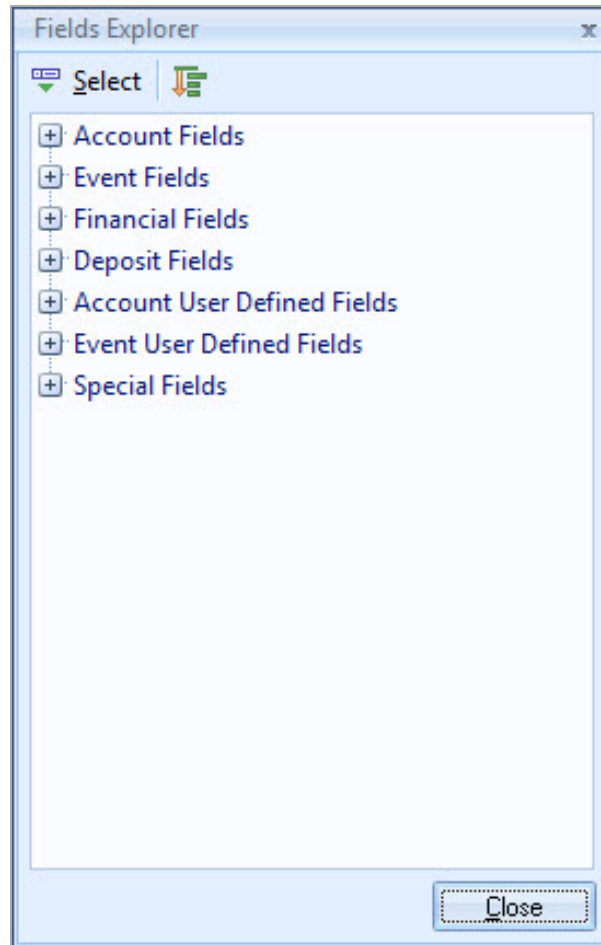 Fields Explorer
Select
Account Fields
Event Fields
Financial Fields
Deposit Fields
Account User Defined Fields
Event User Defined Fields
Special Fields
Close